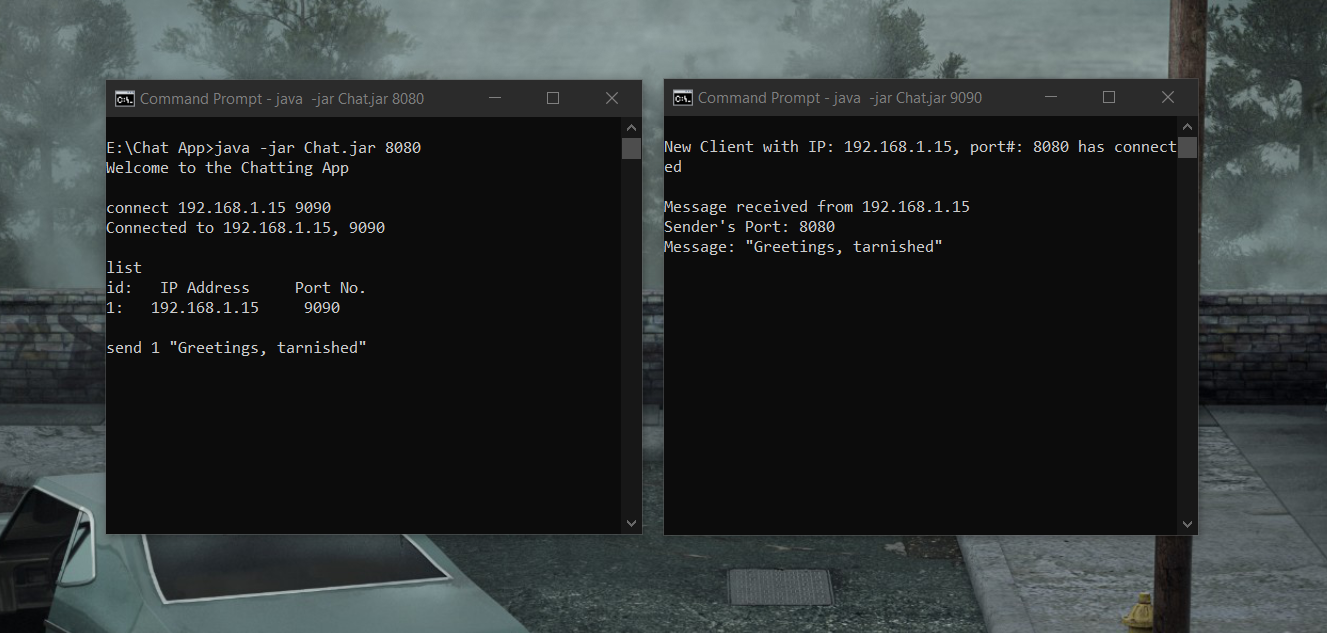 Command Prompt - java  -jar Chat.jar 8080
E:\Chat App>java -jar Chat.jar 8080
Welcome to the Chatting App
connect 192.168.1.15 9090
Connected to 192.168.1.15, 9090
list
id:   IP Address     Port No.
1:   192.168.1.15     9090
send 1 "Greetings, tarnished"
Command Prompt - java  -jar Chat.jar 9090
New Client with IP: 192.168.1.15, port#: 8080 has connect
ed
Message received from 192.168.1.15
Sender's Port: 8080
Message: "Greetings, tarnished"